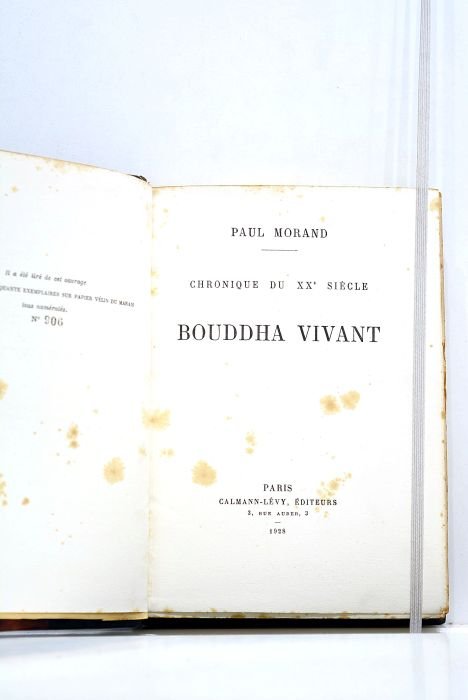 Il a été tiré de cet ouvrage
QUANTE EXEMPLAIRES SUR PAPIER VÉLIN DU MARAIS
tous numérotés.
N° 906
PAUL MORAND
CHRONIQUE DU XXᵉ SIÈCLE
BOUDDHA VIVANT
PARIS
CALMANN-LÉVY, ÉDITEURS
3, RUE AUBER, 3
1928